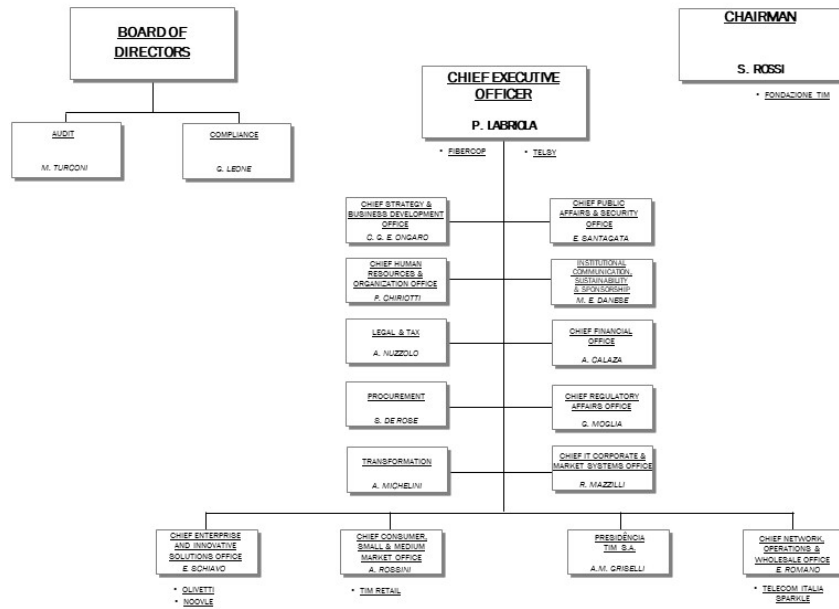 BOARD OF
DIRECTORS
CHAIRMAN
S. ROSSI
• FONDAZIONE TIM
CHIEF EXECUTIVE
OFFICER
P. LABRIOLA
• FIBERCOP
• TELSY
AUDIT
M. TURCONI
COMPLIANCE
G. LEONE
CHIEF STRATEGY &
BUSINESS DEVELOPMENT
OFFICE
C. G. E. ONGARO
CHIEF PUBLIC
AFFAIRS & SECURITY
OFFICE
E. SANTAGATA
CHIEF HUMAN
RESOURCES &
ORGANIZATION OFFICE
P. CHIRIOTTI
INSTITUTIONAL
COMMUNICATION,
SUSTAINABILITY
& SPONSORSHIP
M. E. DANESE
LEGAL & TAX
A. NUZZOLO
CHIEF FINANCIAL
OFFICE
A. CALAZA
PROCUREMENT
S. DE ROSE
CHIEF REGULATORY
AFFAIRS OFFICE
G. MOGLIA
TRANSFORMATION
A. MICHELINI
CHIEF IT CORPORATE &
MARKET SYSTEMS OFFICE
R. MAZZILLI
CHIEF ENTERPRISE
AND INNOVATIVE
SOLUTIONS OFFICE
E. SCHIAVO
• OLIVETTI
• NOOVLE
CHIEF CONSUMER,
SMALL & MEDIUM
MARKET OFFICE
A. ROSSINI
• TIM RETAIL
PRESIDÊNCIA
TIM S.A.
A.M. GRISELLI
CHIEF NETWORK,
OPERATIONS &
WHOLESALE OFFICE
E. ROMANO
• TELECOM ITALIA
SPARKLE